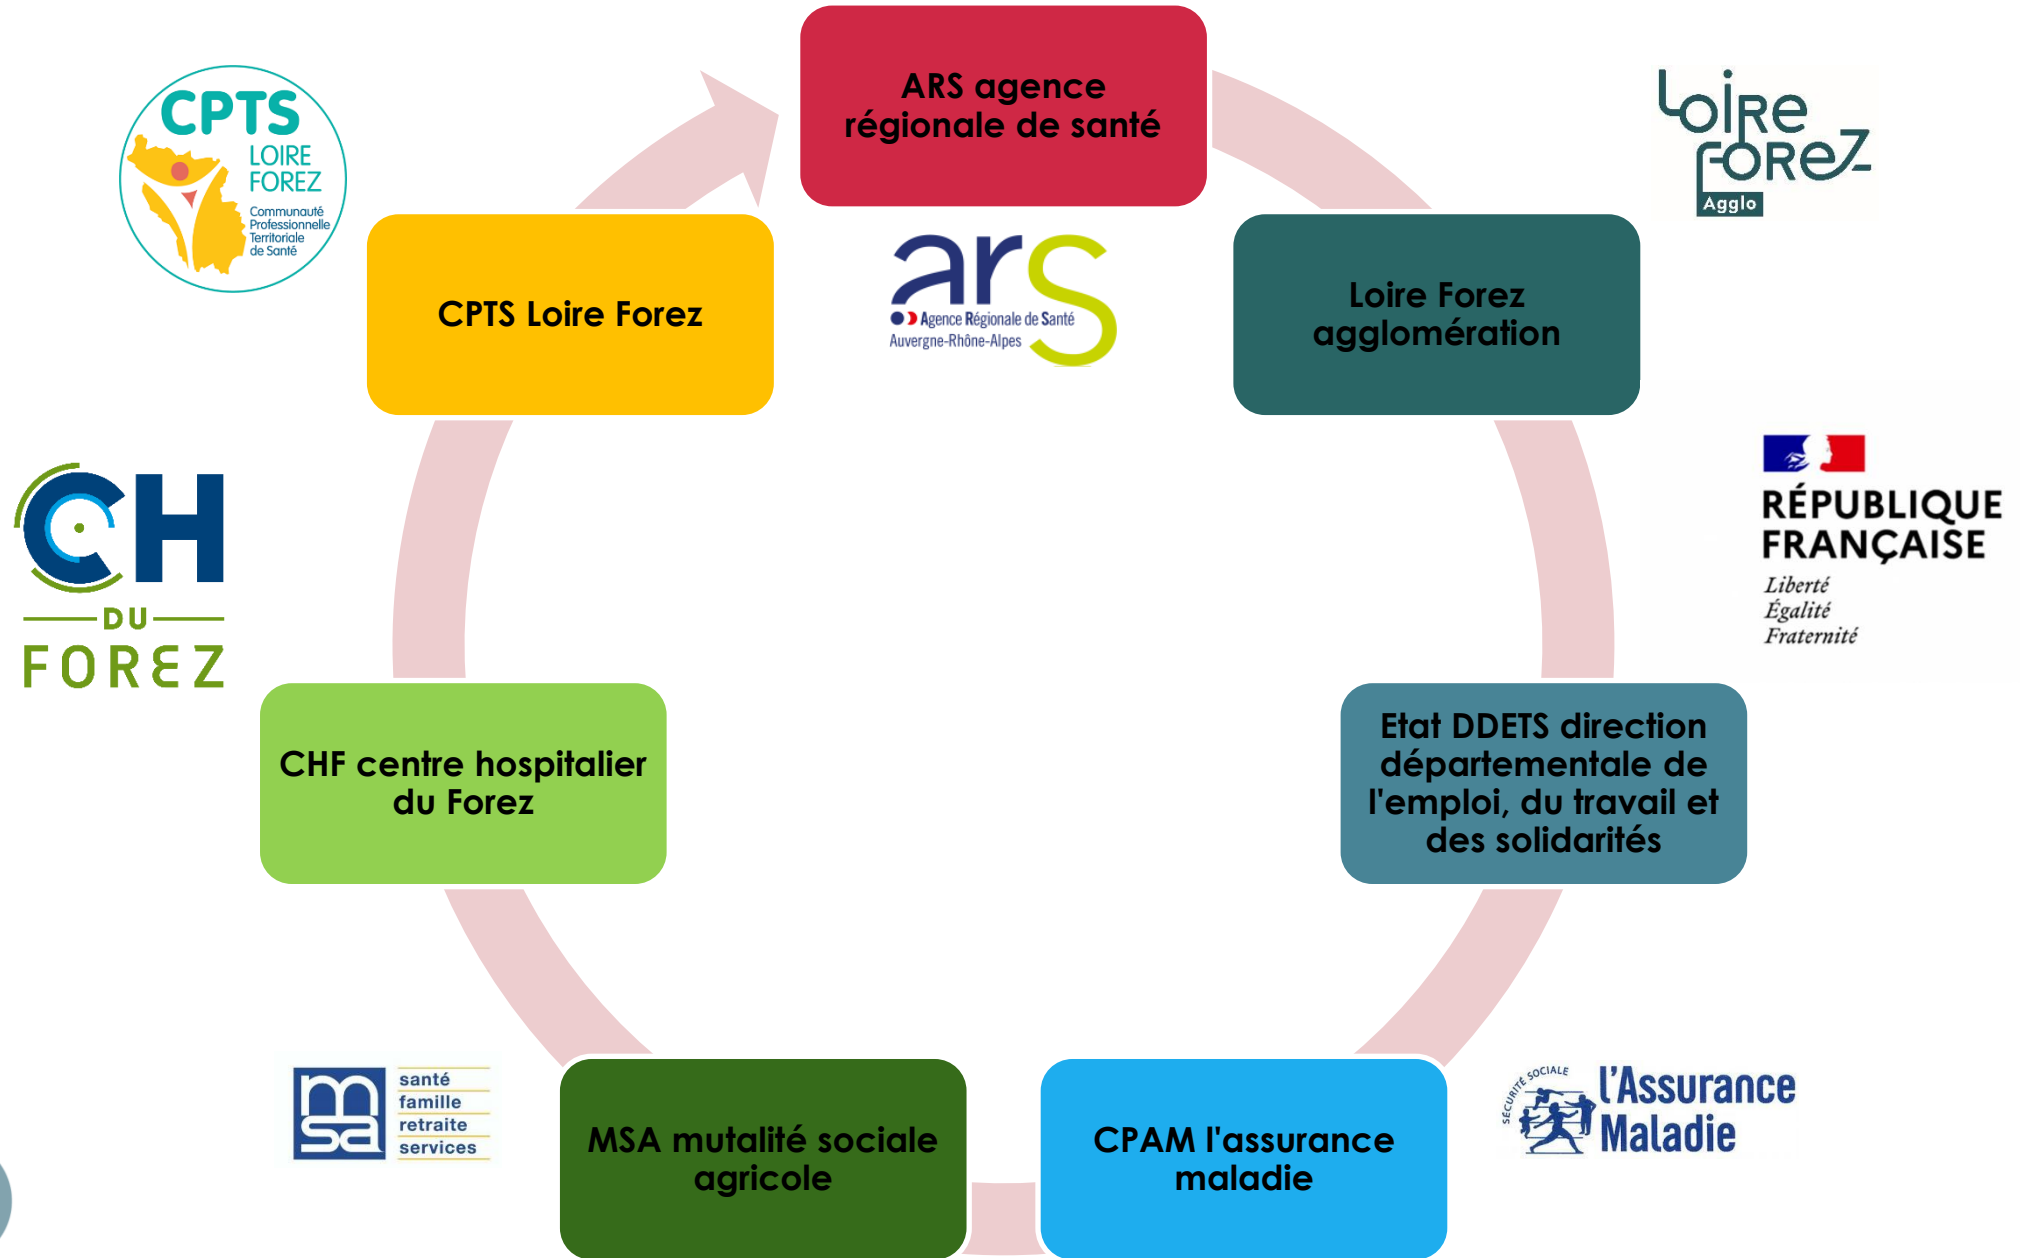 ARS agence
régionale de santé
CPTS
LOIRE
FOREZ
Communauté
Professionnelle
Territoriale
de Santé
Loire
Forez
Agglo
ars
Agence Régionale de Santé
Auvergne-Rhône-Alpes
CPTS Loire Forez
Loire Forez
agglomération
CH
DU
FOREZ
RÉPUBLIQUE
FRANÇAISE
Liberté
Égalité
Fraternité
CHF centre hospitalier
du Forez
Etat DDETS direction
départementale de
l'emploi, du travail et
des solidarités
msa
santé
famille
retraite
services
MSA mutalité sociale
agricole
CPAM l'assurance
maladie
SÉCURITÉ SOCIALE
l'Assurance
Maladie